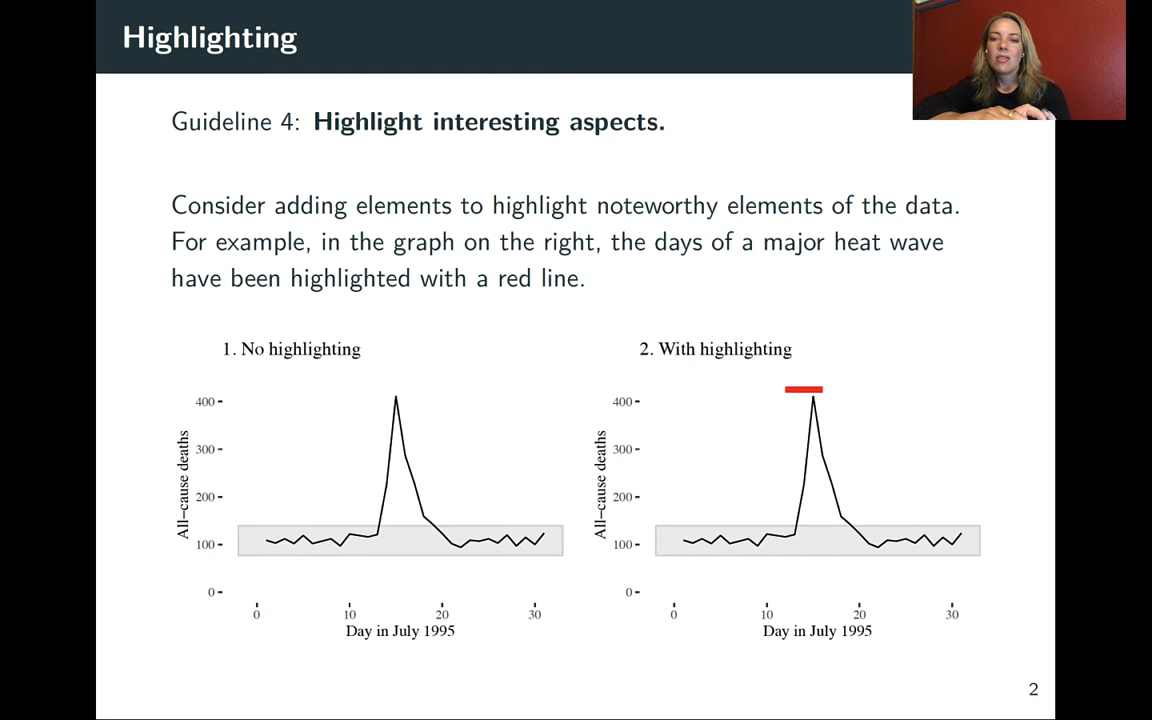 Highlighting
Guideline 4: Highlight interesting aspects.
Consider adding elements to highlight noteworthy elements of the data.
For example, in the graph on the right, the days of a major heat wave
have been highlighted with a red line.
1. No highlighting
400
300
200
100
0
All−cause deaths
0 10 20 30
Day in July 1995
2. With highlighting
400
300
200
100
0
All−cause deaths
0 10 20 30
Day in July 1995
2